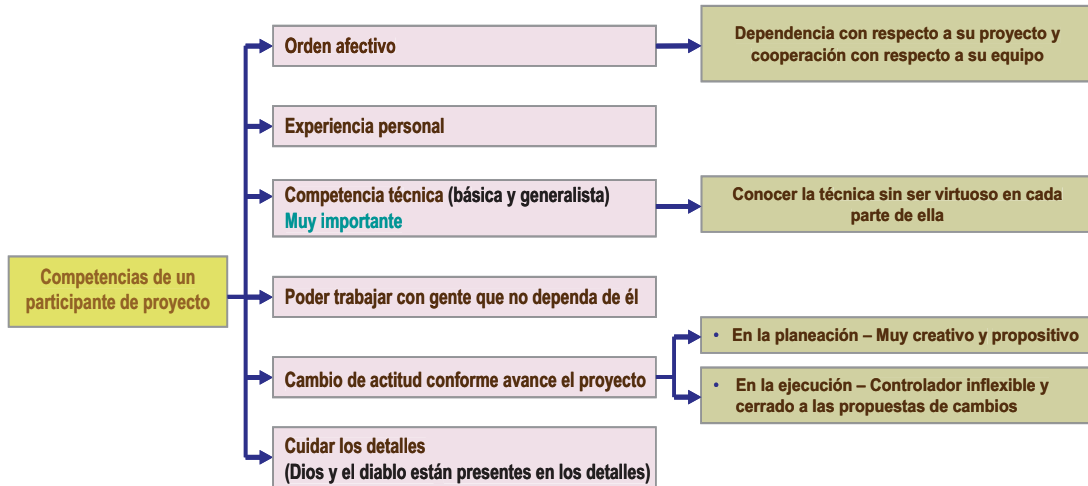 Competencias de un
participante de proyecto
Orden afectivo
Dependencia con respecto a su proyecto y
cooperación con respecto a su equipo
Experiencia personal
Competencia técnica (básica y generalista)
Muy importante
Conocer la técnica sin ser virtuoso en cada
parte de ella
Poder trabajar con gente que no dependa de él
Cambio de actitud conforme avance el proyecto
• En la planeación – Muy creativo y propositivo
• En la ejecución – Controlador inflexible y
cerrado a las propuestas de cambios
Cuidar los detalles
(Dios y el diablo están presentes en los detalles)